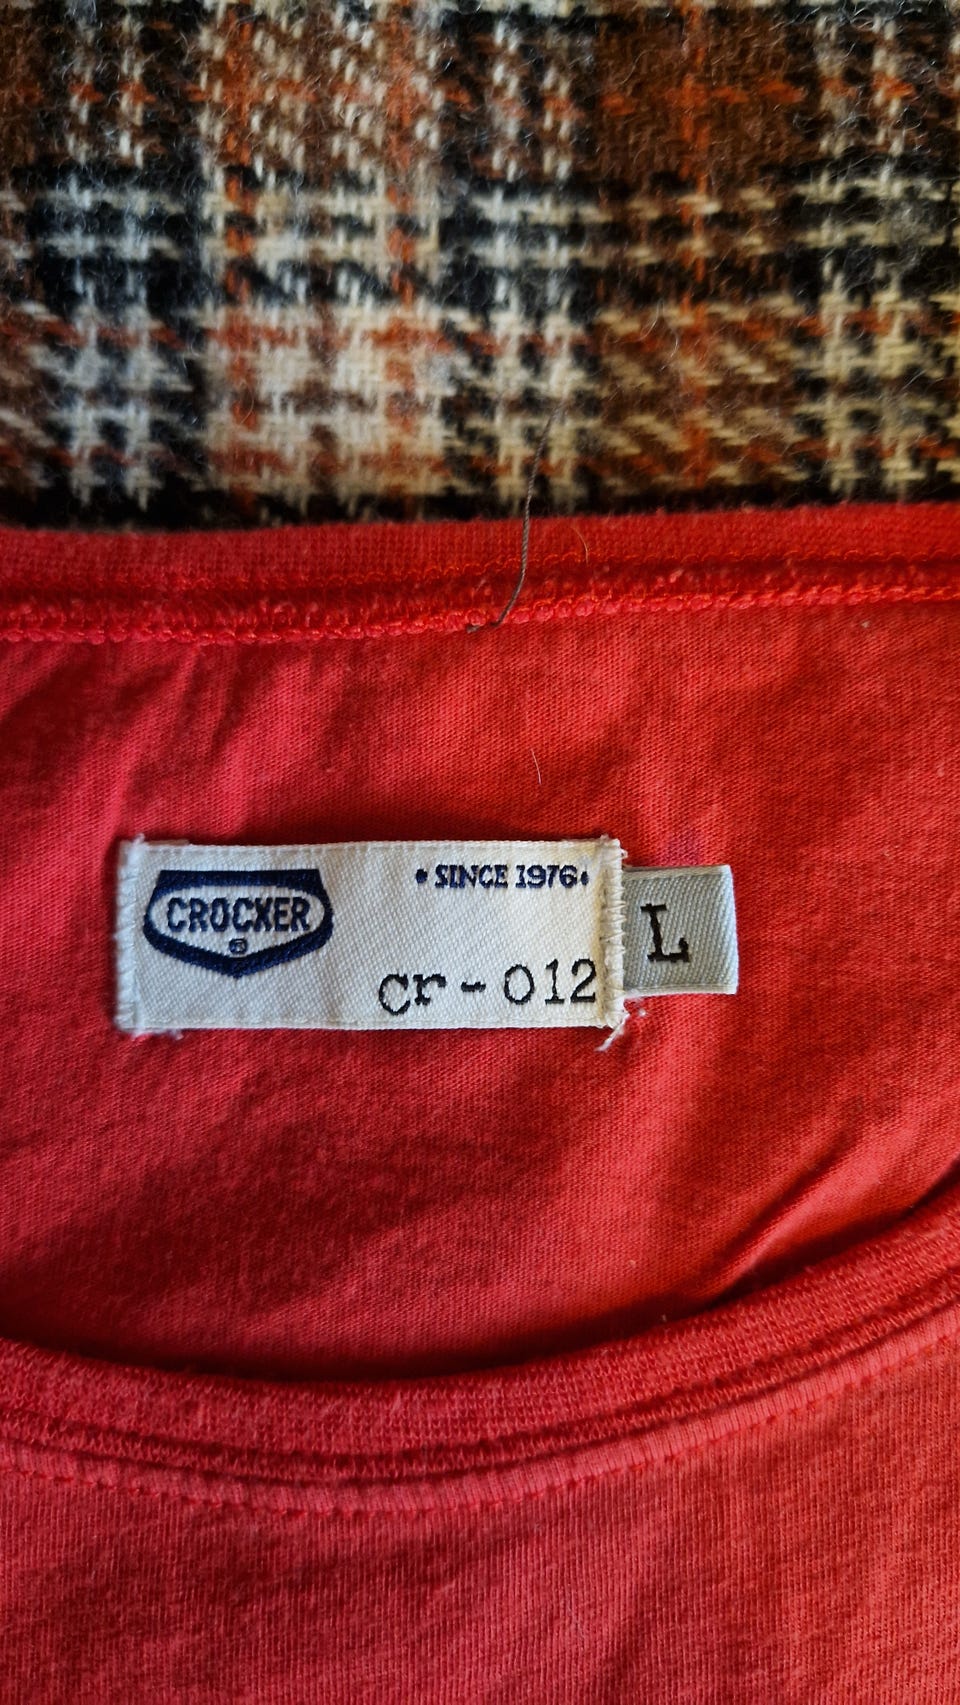 CROCKER
®
• SINCE 1976 •
Cr - 012
L